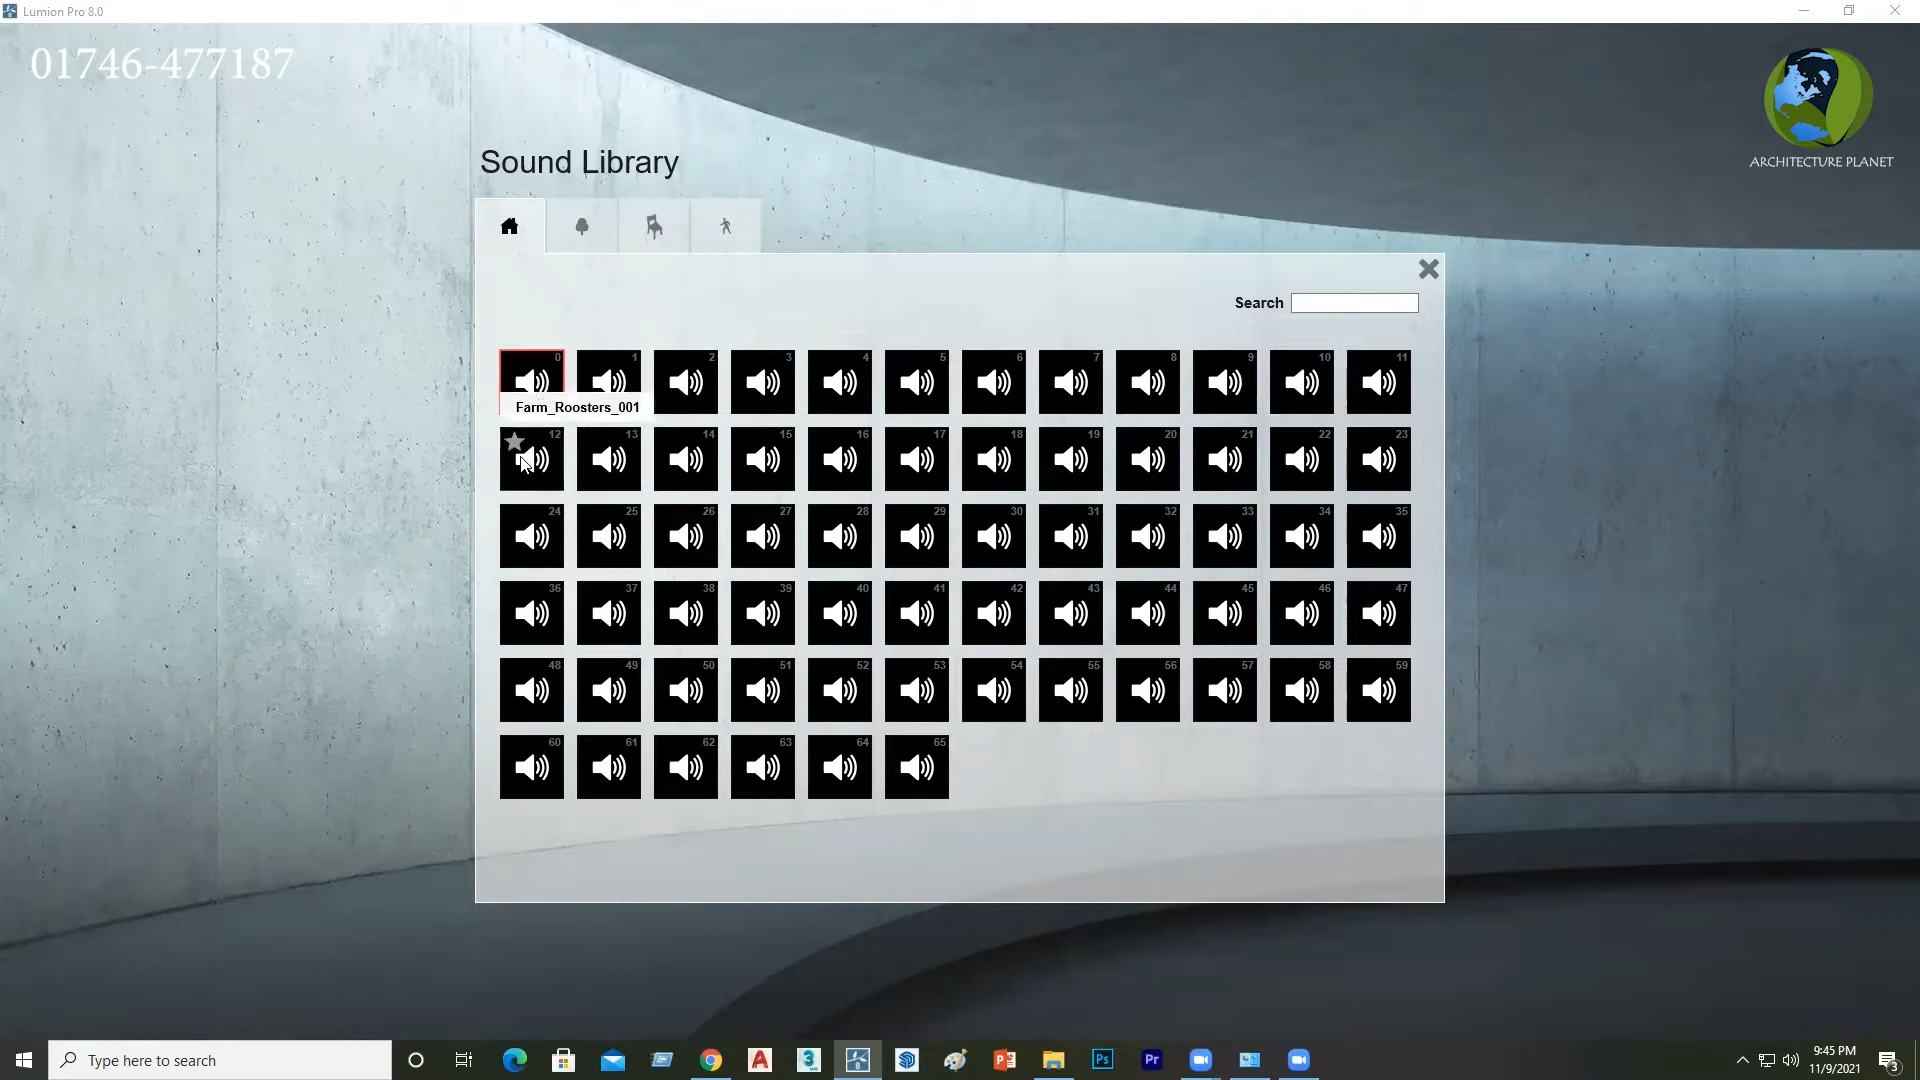 Lumion Pro 8.0
01746-477187
ARCHITECTURE PLANET
Sound Library
Search
0 1 2 3 4 5 6 7 8 9 10 11
Farm_Roosters_001
12 13 14 15 16 17 18 19 20 21 22 23
24 25 26 27 28 29 30 31 32 33 34 35
36 37 38 39 40 41 42 43 44 45 46 47
48 49 50 51 52 53 54 55 56 57 58 59
60 61 62 63 64 65
Type here to search
9:45 PM
11/9/2021
3
Ps
Pr